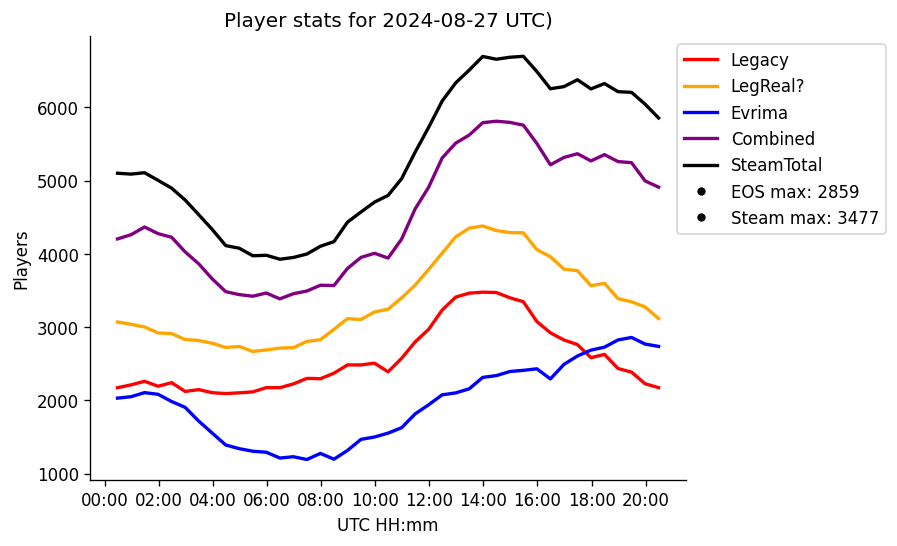 Player stats for 2024-08-27 UTC)
Players
6000
5000
4000
3000
2000
1000
00:00 02:00 04:00 06:00 08:00 10:00 12:00 14:00 16:00 18:00 20:00
UTC HH:mm
Legacy
LegReal?
Evrima
Combined
SteamTotal
EOS max: 2859
Steam max: 3477